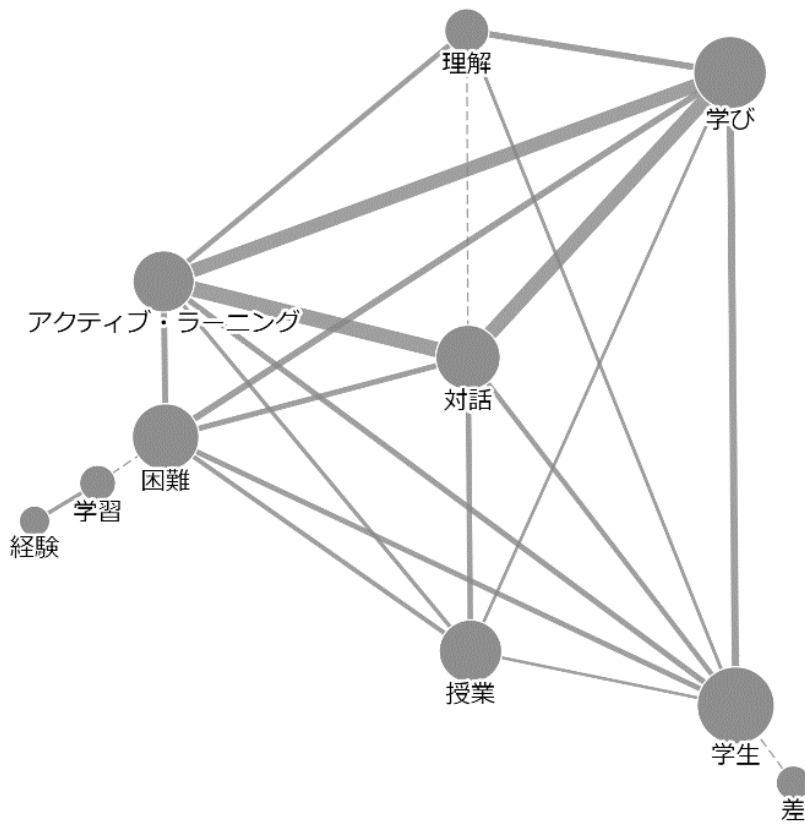 理解
学び
アクティブ・ラーニング
対話
困難
学習
経験
授業
学生
差